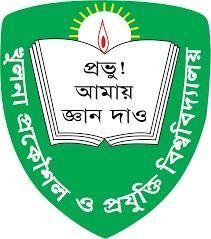 প্রভু!
আমায়
জ্ঞান দাও
খুলনা প্রকৌশল ও প্রযুক্তি বিশ্ববিদ্যালয়